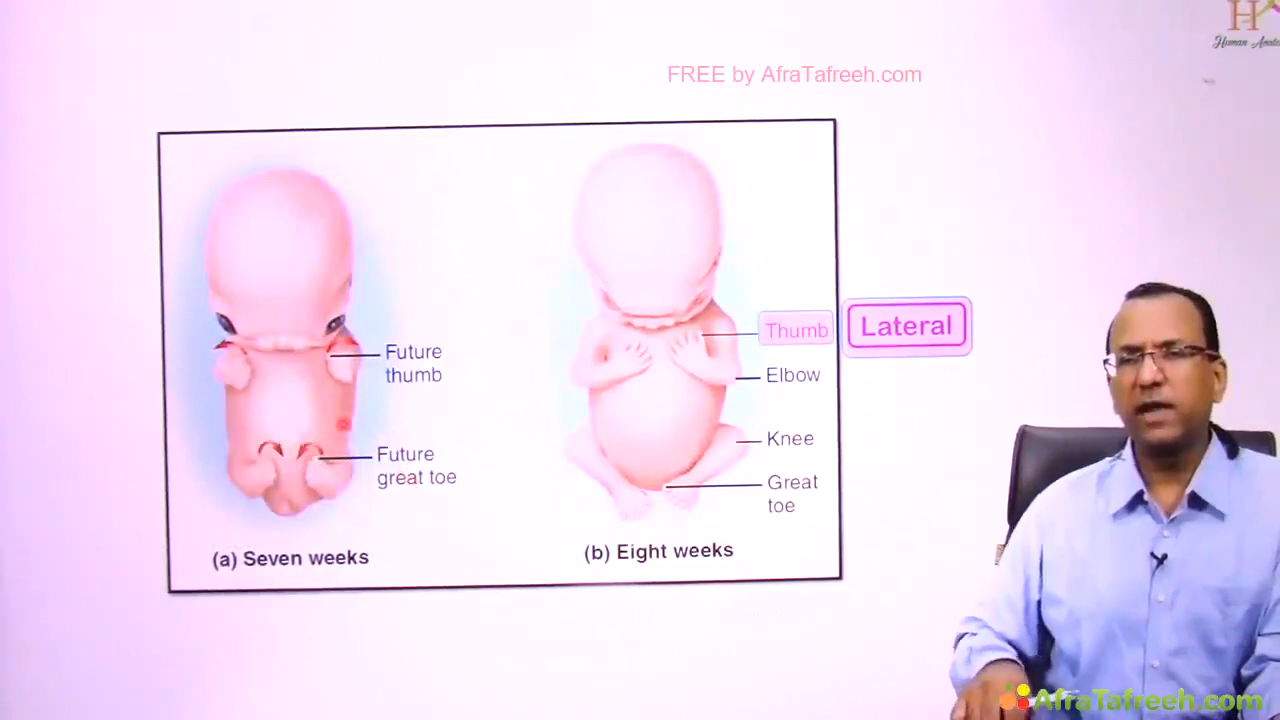 H
FREE by AfraTafreeh.com
Thumb
Lateral
Future
thumb
Elbow
Knee
Future
great toe
Great
toe
(a) Seven weeks
(b) Eight weeks
AfraTafreeh.com